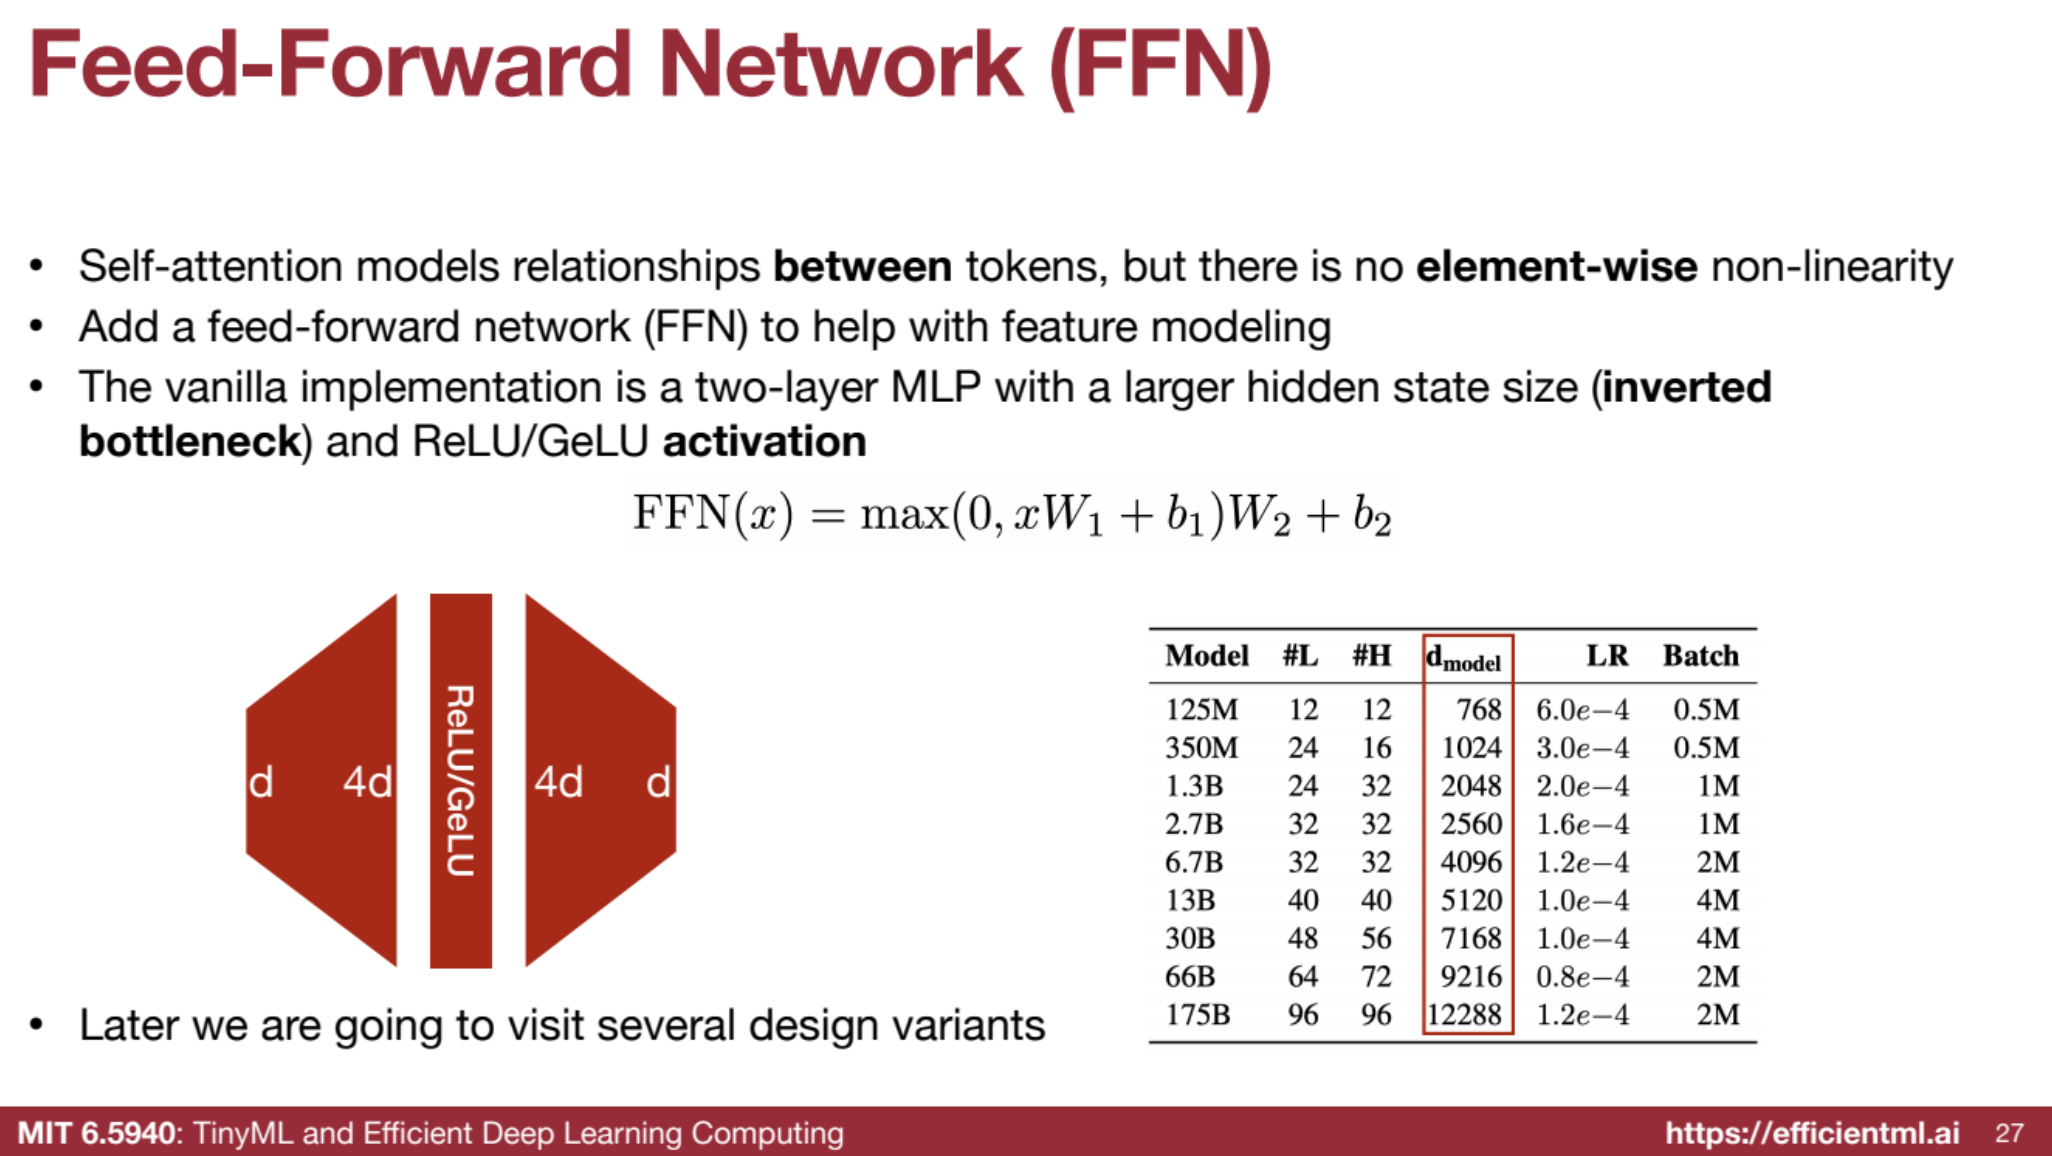 Feed-Forward Network (FFN)
• Self-attention models relationships between tokens, but there is no element-wise non-linearity
• Add a feed-forward network (FFN) to help with feature modeling
• The vanilla implementation is a two-layer MLP with a larger hidden state size (inverted
bottleneck) and ReLU/GeLU activation
FFN(x) = max(0, xW₁ + b₁)W₂ + b₂
d 4d ReLU/GeLU 4d d
Model #L #H d_model LR Batch
125M 12 12 768 6.0e−4 0.5M
350M 24 16 1024 3.0e−4 0.5M
1.3B 24 32 2048 2.0e−4 1M
2.7B 32 32 2560 1.6e−4 1M
6.7B 32 32 4096 1.2e−4 2M
13B 40 40 5120 1.0e−4 4M
30B 48 56 7168 1.0e−4 4M
66B 64 72 9216 0.8e−4 2M
175B 96 96 12288 1.2e−4 2M
• Later we are going to visit several design variants
MIT 6.5940: TinyML and Efficient Deep Learning Computing
https://efficientml.ai 27